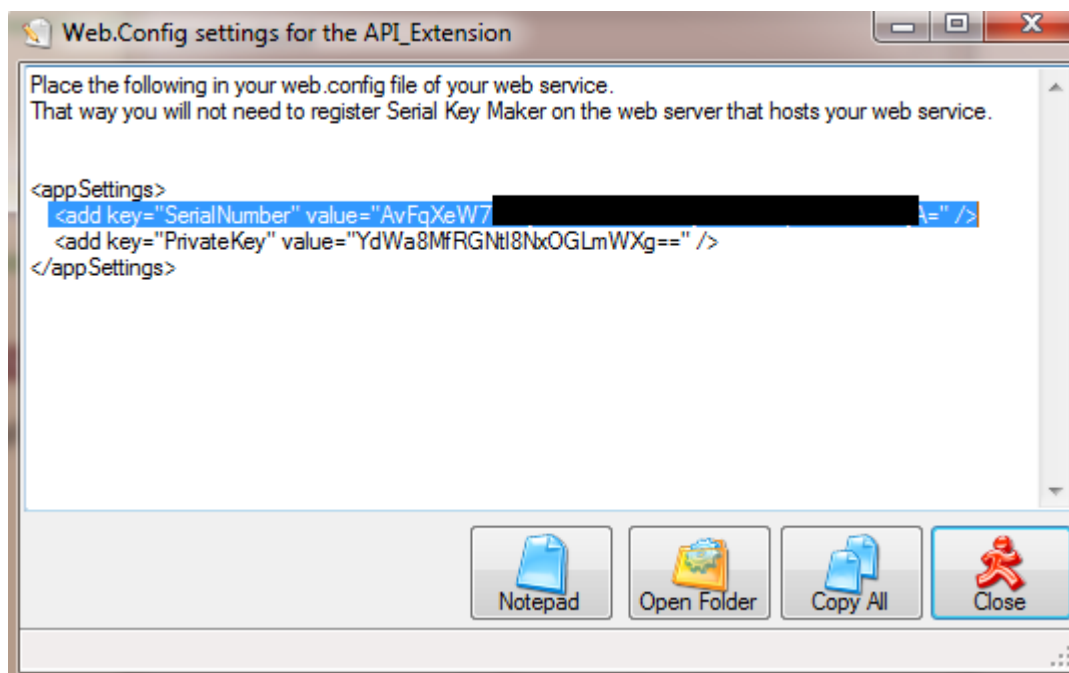 Web.Config settings for the API_Extension
Place the following in your web.config file of your web service.
That way you will not need to register Serial Key Maker on the web server that hosts your web service.
<appSettings>
<add key="SerialNumber" value="AvFgXeW7 A=" />
<add key="PrivateKey" value="YdWa8MfRGNtl8NxOGLmWXg==" />
</appSettings>
Notepad
Open Folder
Copy All
Close